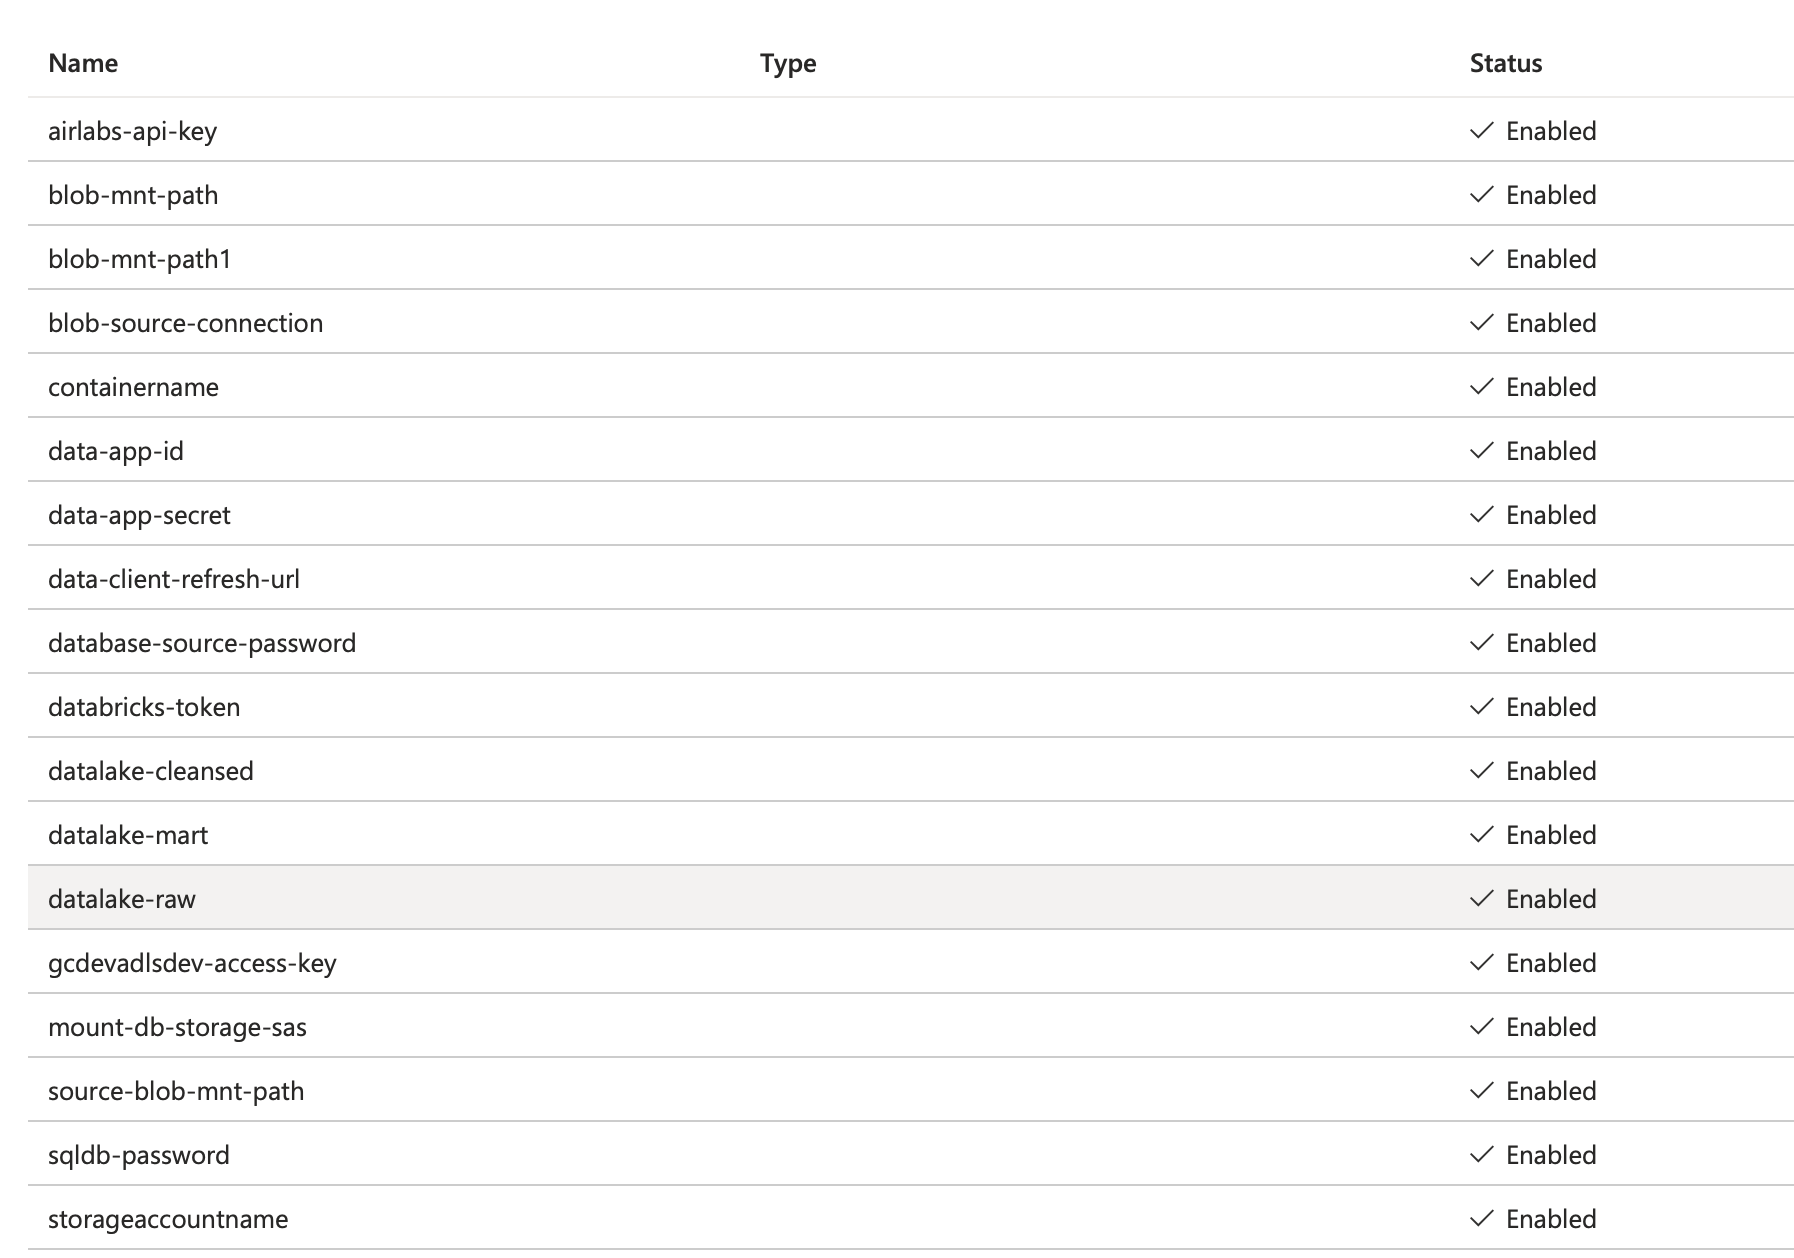 Name Type Status
airlabs-api-key Enabled
blob-mnt-path Enabled
blob-mnt-path1 Enabled
blob-source-connection Enabled
containername Enabled
data-app-id Enabled
data-app-secret Enabled
data-client-refresh-url Enabled
database-source-password Enabled
databricks-token Enabled
datalake-cleansed Enabled
datalake-mart Enabled
datalake-raw Enabled
gcdevadlsdev-access-key Enabled
mount-db-storage-sas Enabled
source-blob-mnt-path Enabled
sqldb-password Enabled
storageaccountname Enabled